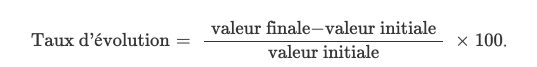 Taux d'évolution = valeur finale−valeur initiale / valeur initiale × 100.